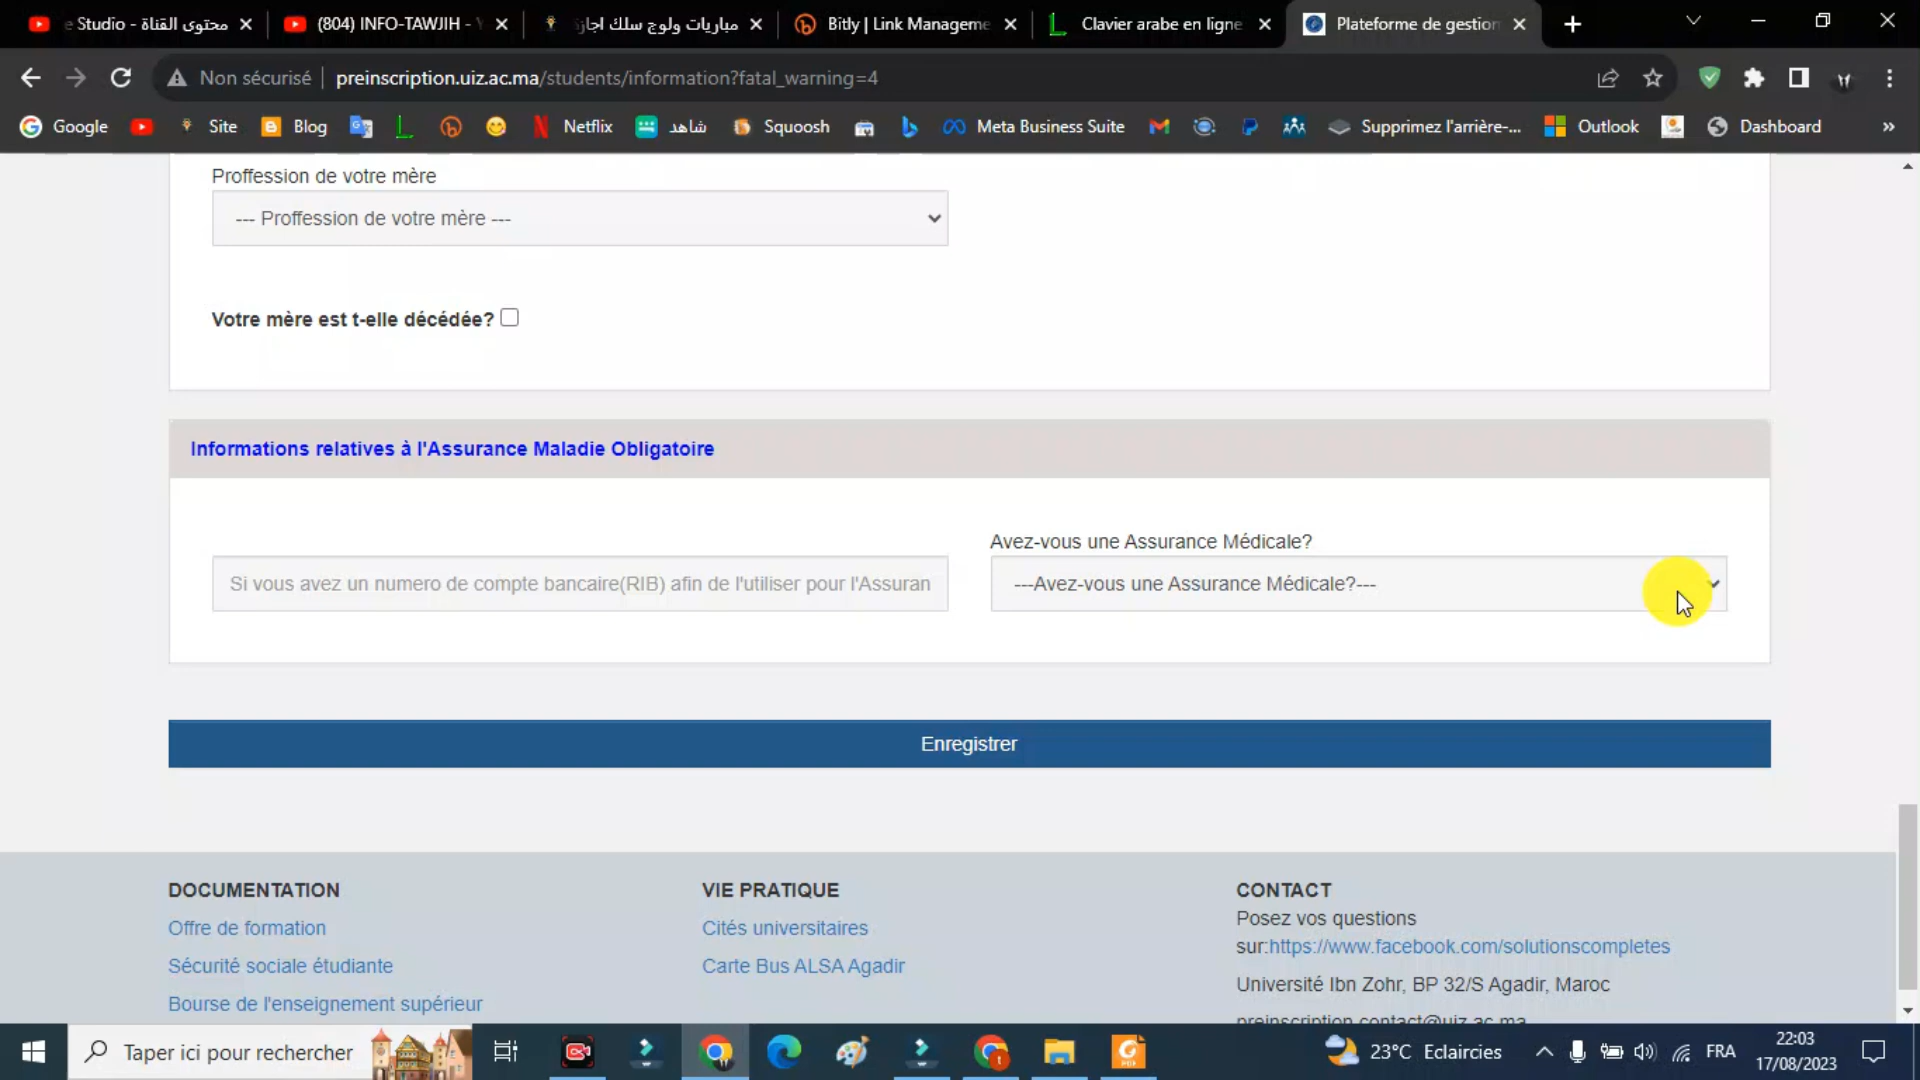 e Studio - محتوى القناة
(804) INFO-TAWJIH -
مباريات ولوج سلك اجاز
Bitly | Link Manageme
Clavier arabe en ligne
Plateforme de gestion
Non sécurisé | preinscription.uiz.ac.ma/students/information?fatal_warning=4
Google Site Blog Netflix شاهد Squoosh Meta Business Suite Supprimez l'arrière-... Outlook Dashboard »
Proffession de votre mère
--- Proffession de votre mère ---
Votre mère est t-elle décédée?
Informations relatives à l'Assurance Maladie Obligatoire
Avez-vous une Assurance Médicale?
Si vous avez un numero de compte bancaire(RIB) afin de l'utiliser pour l'Assuran
---Avez-vous une Assurance Médicale?---
Enregistrer
DOCUMENTATION
Offre de formation
Sécurité sociale étudiante
Bourse de l'enseignement supérieur
VIE PRATIQUE
Cités universitaires
Carte Bus ALSA Agadir
CONTACT
Posez vos questions
sur:https://www.facebook.com/solutionscompletes
Université Ibn Zohr, BP 32/S Agadir, Maroc
preinscription.contact@uiz.ac.ma
Taper ici pour rechercher
23°C Eclaircies
FRA
22:03
17/08/2023